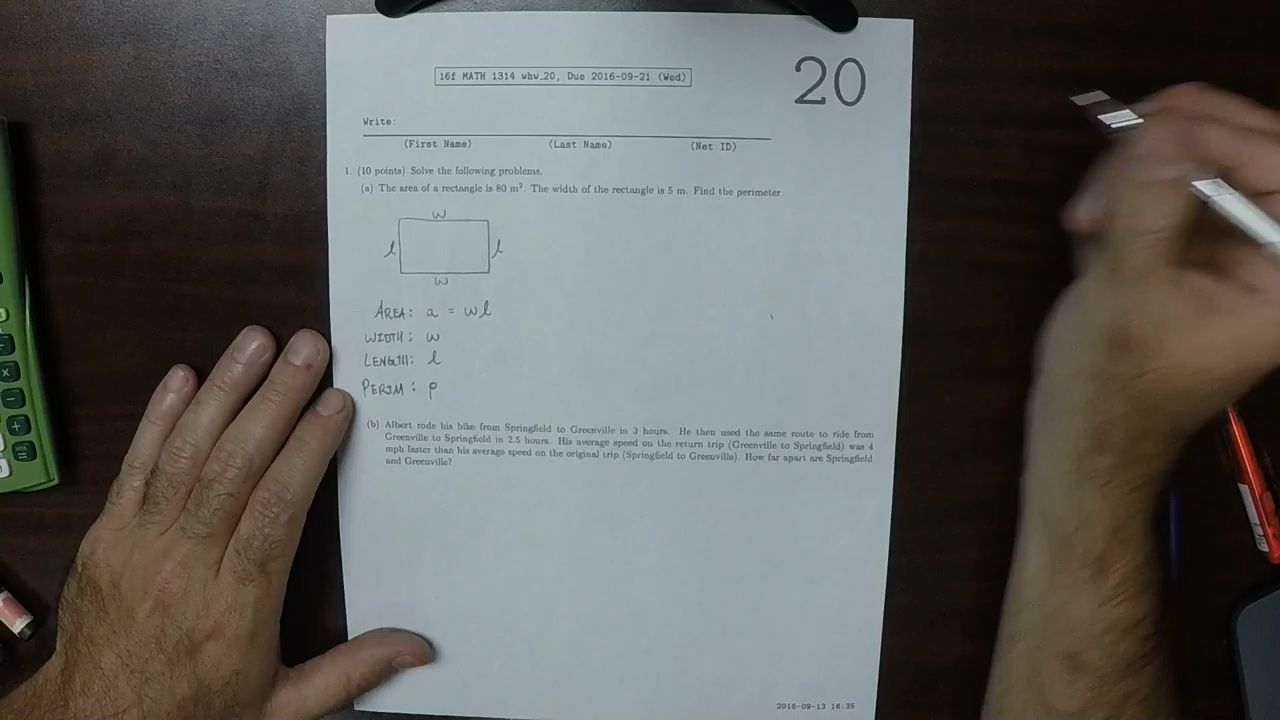 16f MATH 1314 whw_20, Due 2016-09-21 (Wed)
20
Write:
(First Name) (Last Name) (Net ID)
1. (10 points) Solve the following problems.
(a) The area of a rectangle is 80 m². The width of the rectangle is 5 m. Find the perimeter.
w
l l
w
AREA: a = wl
WIDTH: w
LENGTH: l
PERIM: p
(b) Albert rode his bike from Springfield to Greenville in 3 hours. He then used the same route to ride from
Greenville to Springfield in 2.5 hours. His average speed on the return trip (Greenville to Springfield) was 4
mph faster than his average speed on the original trip (Springfield to Greenville). How far apart are Springfield
and Greenville?
2016-09-13 16:35